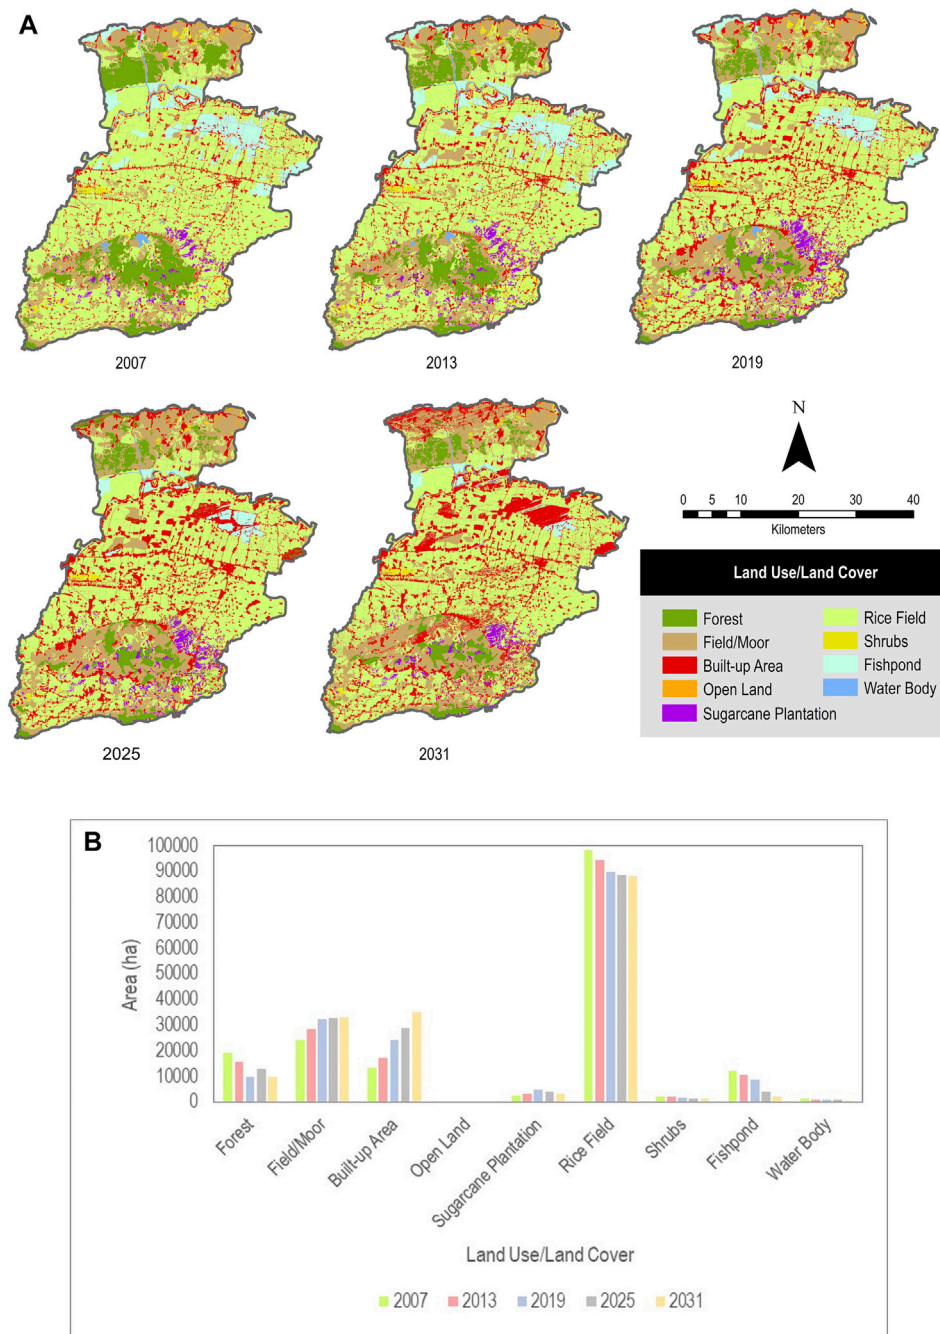 A
2007
2013
2019
2025
2031
N
0 5 10 20 30 40
Kilometers
Land Use/Land Cover
Forest
Field/Moor
Built-up Area
Open Land
Sugarcane Plantation
Rice Field
Shrubs
Fishpond
Water Body
B
Area (ha)
100000
90000
80000
70000
60000
50000
40000
30000
20000
10000
0
Forest
Field/Moor
Built-up Area
Open Land
Sugarcane Plantation
Rice Field
Shrubs
Fishpond
Water Body
Land Use/Land Cover
2007 2013 2019 2025 2031